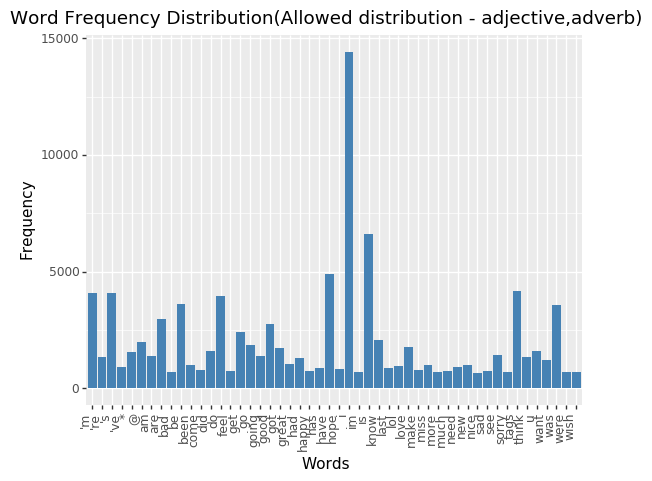 Word Frequency Distribution(Allowed distribution - adjective,adverb)
Frequency
15000
10000
5000
0
'm
're
's
've
*
@
am
are
bad
be
been
come
did
do
feel
get
go
going
good
got
great
had
happy
has
have
hope
i
im
is
know
last
lol
love
make
miss
more
much
need
new
nice
sad
see
sorry
tags
think
u
want
was
were
wish
Words